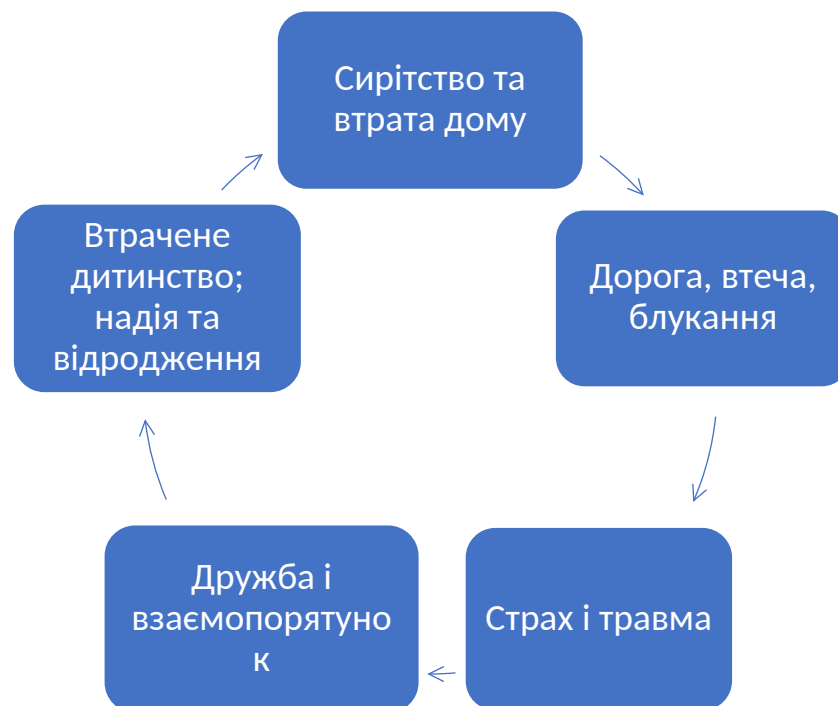 Сирітство та
втрата дому
Дорога, втеча,
блукання
Страх і травма
Дружба і
взаємопорятуно
к
Втрачене
дитинство;
надія та
відродження